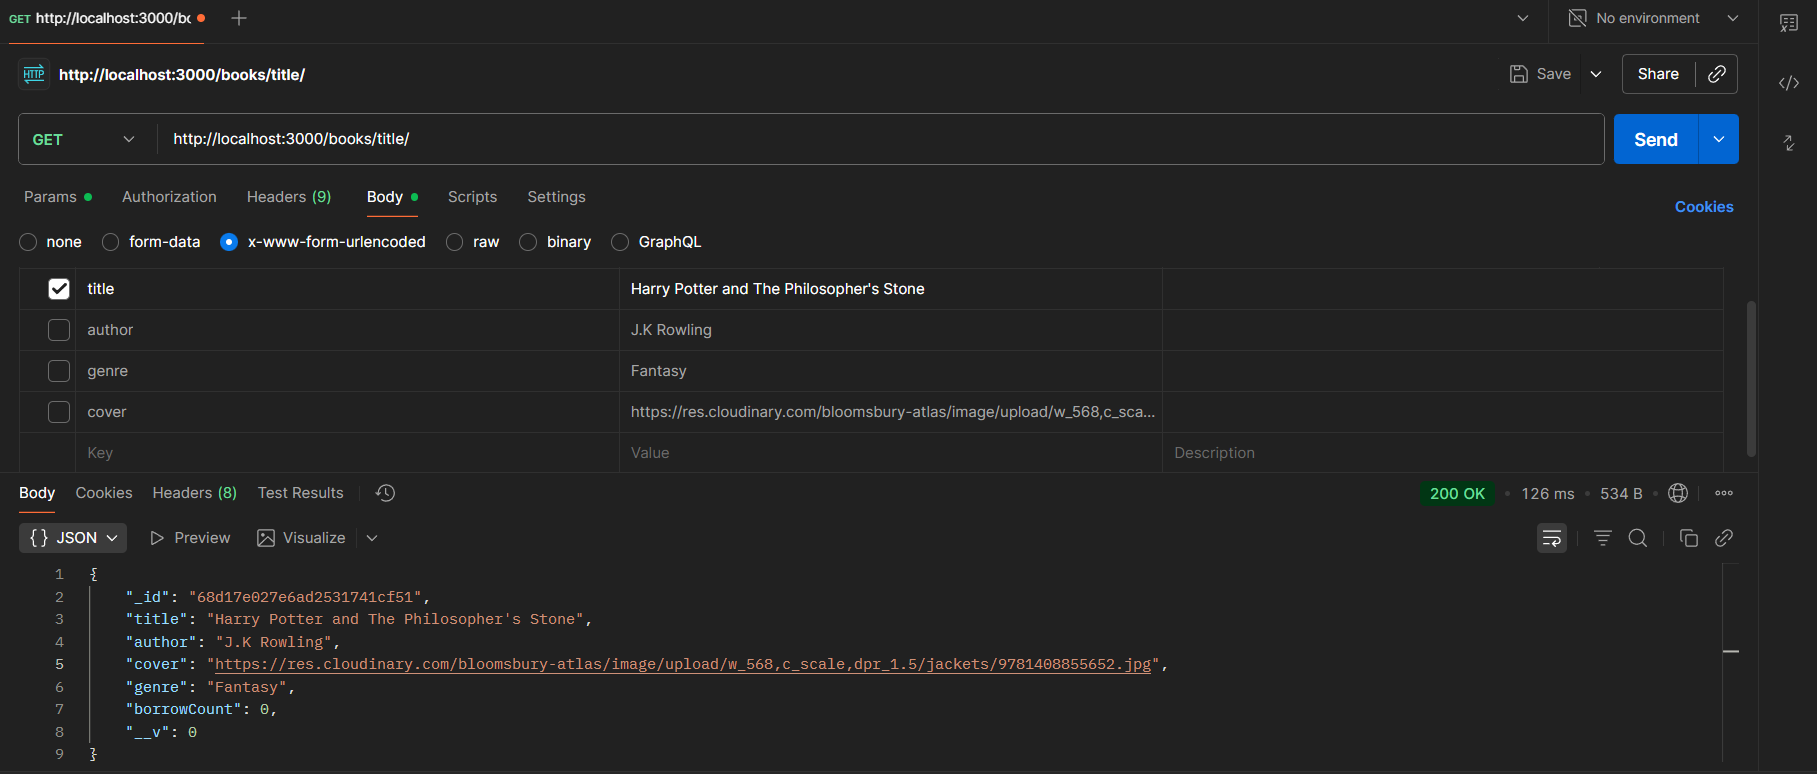 GET http://localhost:3000/bo
No environment
http://localhost:3000/books/title/
Save
Share
GET
http://localhost:3000/books/title/
Send
Params
Authorization
Headers (9)
Body
Scripts
Settings
Cookies
none
form-data
x-www-form-urlencoded
raw
binary
GraphQL
title Harry Potter and The Philosopher's Stone
author J.K Rowling
genre Fantasy
cover https://res.cloudinary.com/bloomsbury-atlas/image/upload/w_568,c_sca...
Key Value Description
Body Cookies Headers (8) Test Results
200 OK • 126 ms • 534 B
{} JSON Preview Visualize
1 {
2 "_id": "68d17e027e6ad2531741cf51",
3 "title": "Harry Potter and The Philosopher's Stone",
4 "author": "J.K Rowling",
5 "cover": "https://res.cloudinary.com/bloomsbury-atlas/image/upload/w_568,c_scale,dpr_1.5/jackets/9781408855652.jpg",
6 "genre": "Fantasy",
7 "borrowCount": 0,
8 "__v": 0
9 }